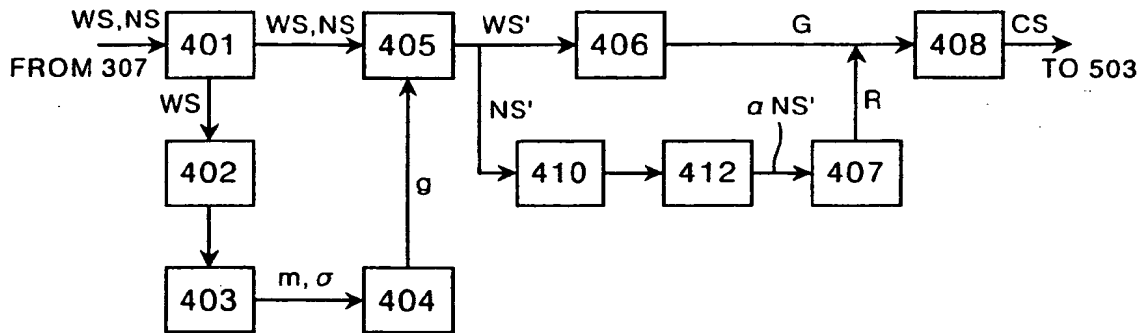 WS,NS
FROM 307
401
WS,NS
405
WS'
406
G
408
CS
TO 503
WS
NS'
α NS'
R
402
g
410
412
407
403
m, σ
404